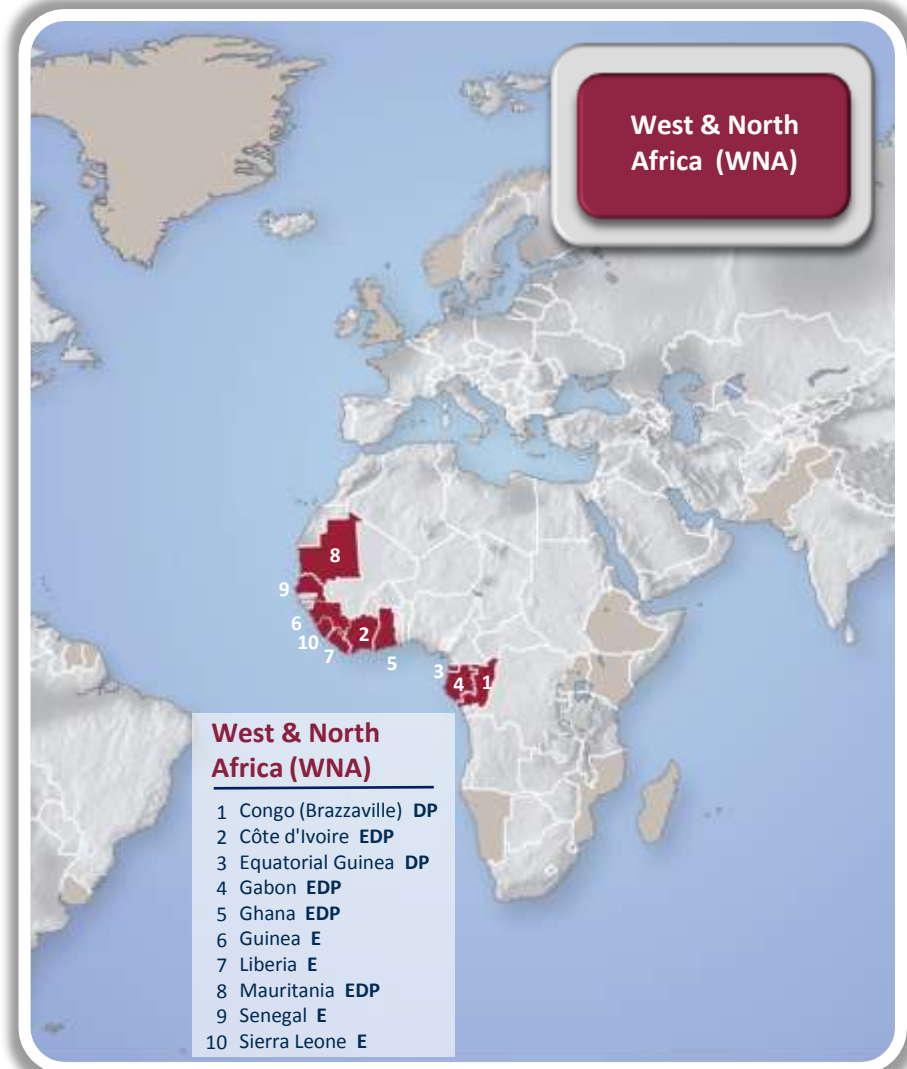 West & North
Africa (WNA)
8
9
6
10
7
2
5
3
4
1
West & North
Africa (WNA)
1 Congo (Brazzaville) DP
2 Côte d'Ivoire EDP
3 Equatorial Guinea DP
4 Gabon EDP
5 Ghana EDP
6 Guinea E
7 Liberia E
8 Mauritania EDP
9 Senegal E
10 Sierra Leone E